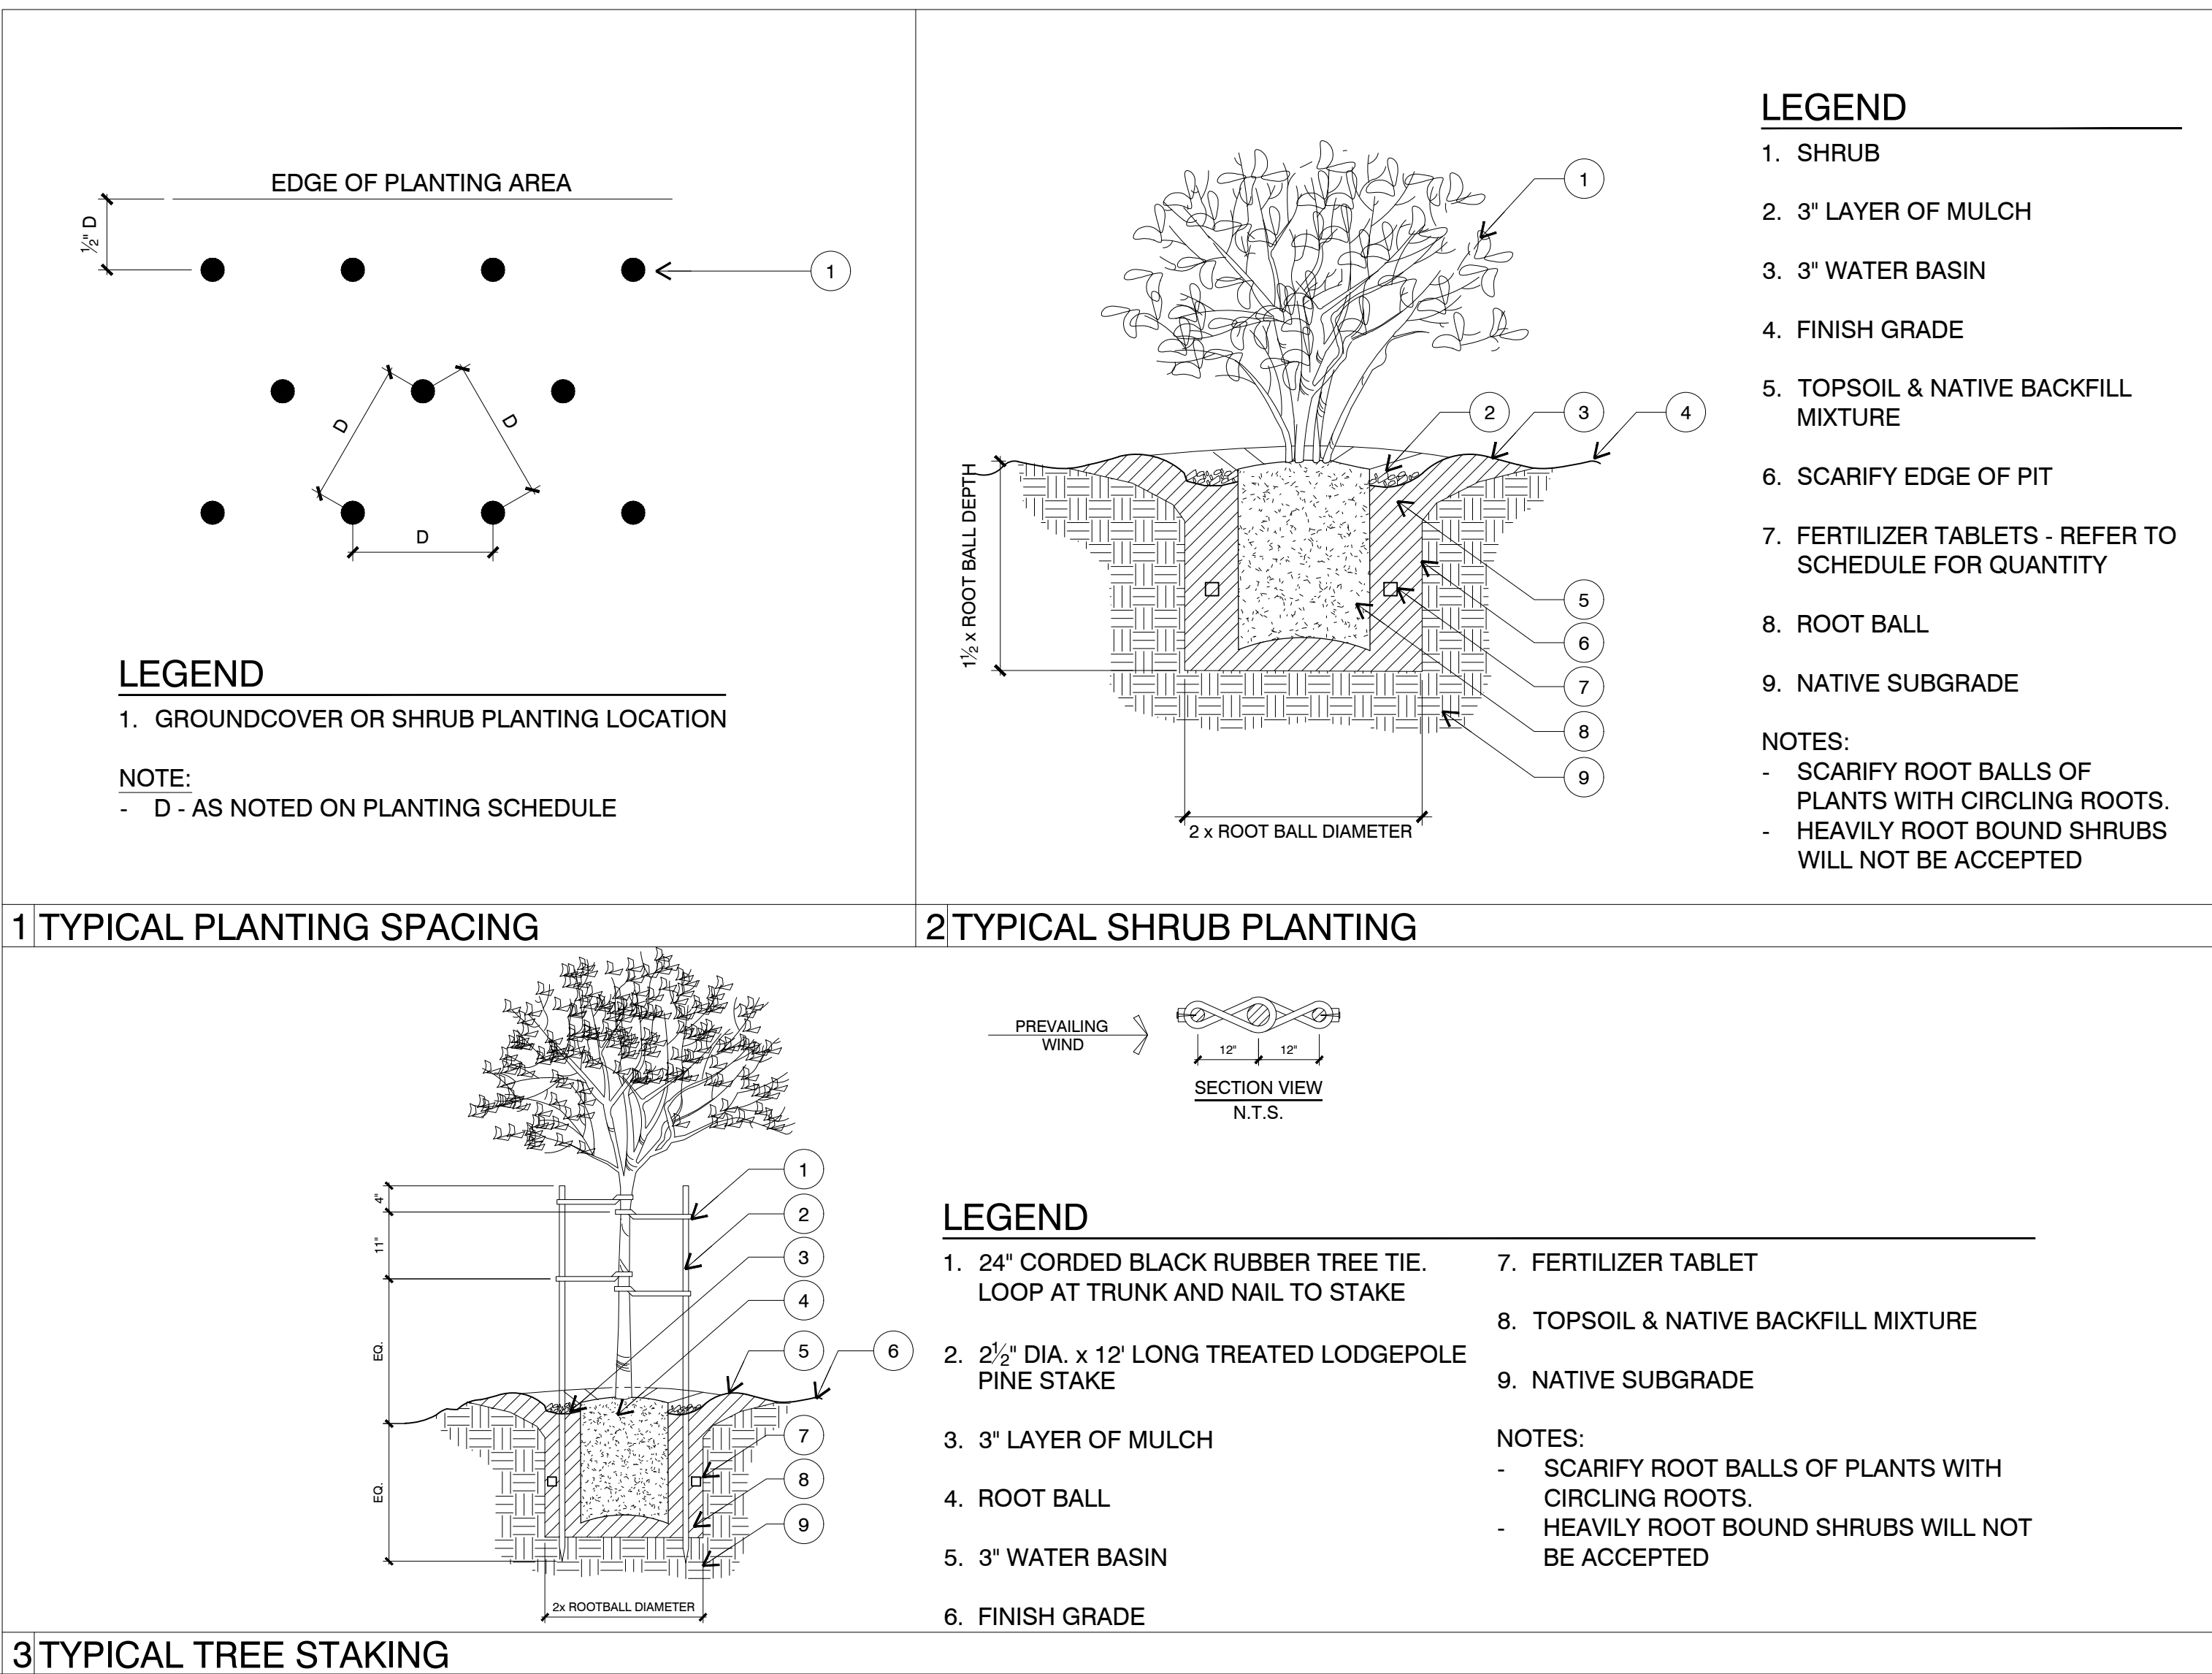 EDGE OF PLANTING AREA
½" D
1
D
D
D
LEGEND
1. GROUNDCOVER OR SHRUB PLANTING LOCATION
NOTE:
- D - AS NOTED ON PLANTING SCHEDULE
1 TYPICAL PLANTING SPACING
1
2
3
4
1½ x ROOT BALL DEPTH
5
6
7
8
9
2 x ROOT BALL DIAMETER
LEGEND
1. SHRUB
2. 3" LAYER OF MULCH
3. 3" WATER BASIN
4. FINISH GRADE
5. TOPSOIL & NATIVE BACKFILL
MIXTURE
6. SCARIFY EDGE OF PIT
7. FERTILIZER TABLETS - REFER TO
SCHEDULE FOR QUANTITY
8. ROOT BALL
9. NATIVE SUBGRADE
NOTES:
- SCARIFY ROOT BALLS OF
PLANTS WITH CIRCLING ROOTS.
- HEAVILY ROOT BOUND SHRUBS
WILL NOT BE ACCEPTED
2 TYPICAL SHRUB PLANTING
4"
11"
EQ.
EQ.
1
2
3
4
5
6
7
8
9
2x ROOTBALL DIAMETER
PREVAILING
WIND
12" 12"
SECTION VIEW
N.T.S.
LEGEND
1. 24" CORDED BLACK RUBBER TREE TIE.
LOOP AT TRUNK AND NAIL TO STAKE
2. 2½" DIA. x 12' LONG TREATED LODGEPOLE
PINE STAKE
3. 3" LAYER OF MULCH
4. ROOT BALL
5. 3" WATER BASIN
6. FINISH GRADE
7. FERTILIZER TABLET
8. TOPSOIL & NATIVE BACKFILL MIXTURE
9. NATIVE SUBGRADE
NOTES:
- SCARIFY ROOT BALLS OF PLANTS WITH
CIRCLING ROOTS.
- HEAVILY ROOT BOUND SHRUBS WILL NOT
BE ACCEPTED
3 TYPICAL TREE STAKING